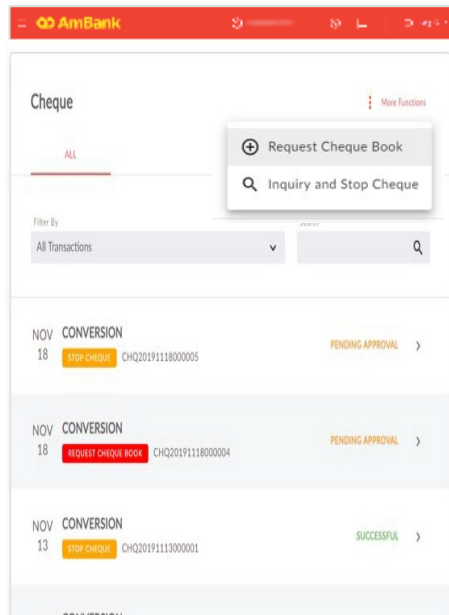 AmBank
Cheque
More Functions
ALL
Request Cheque Book
Inquiry and Stop Cheque
Filter By
Search
All Transactions
NOV 18 CONVERSION
STOP CHEQUE CHQ20191118000005
PENDING APPROVAL
NOV 18 CONVERSION
REQUEST CHEQUE BOOK CHQ20191118000004
PENDING APPROVAL
NOV 13 CONVERSION
STOP CHEQUE CHQ20191113000001
SUCCESSFUL
CONVERSION